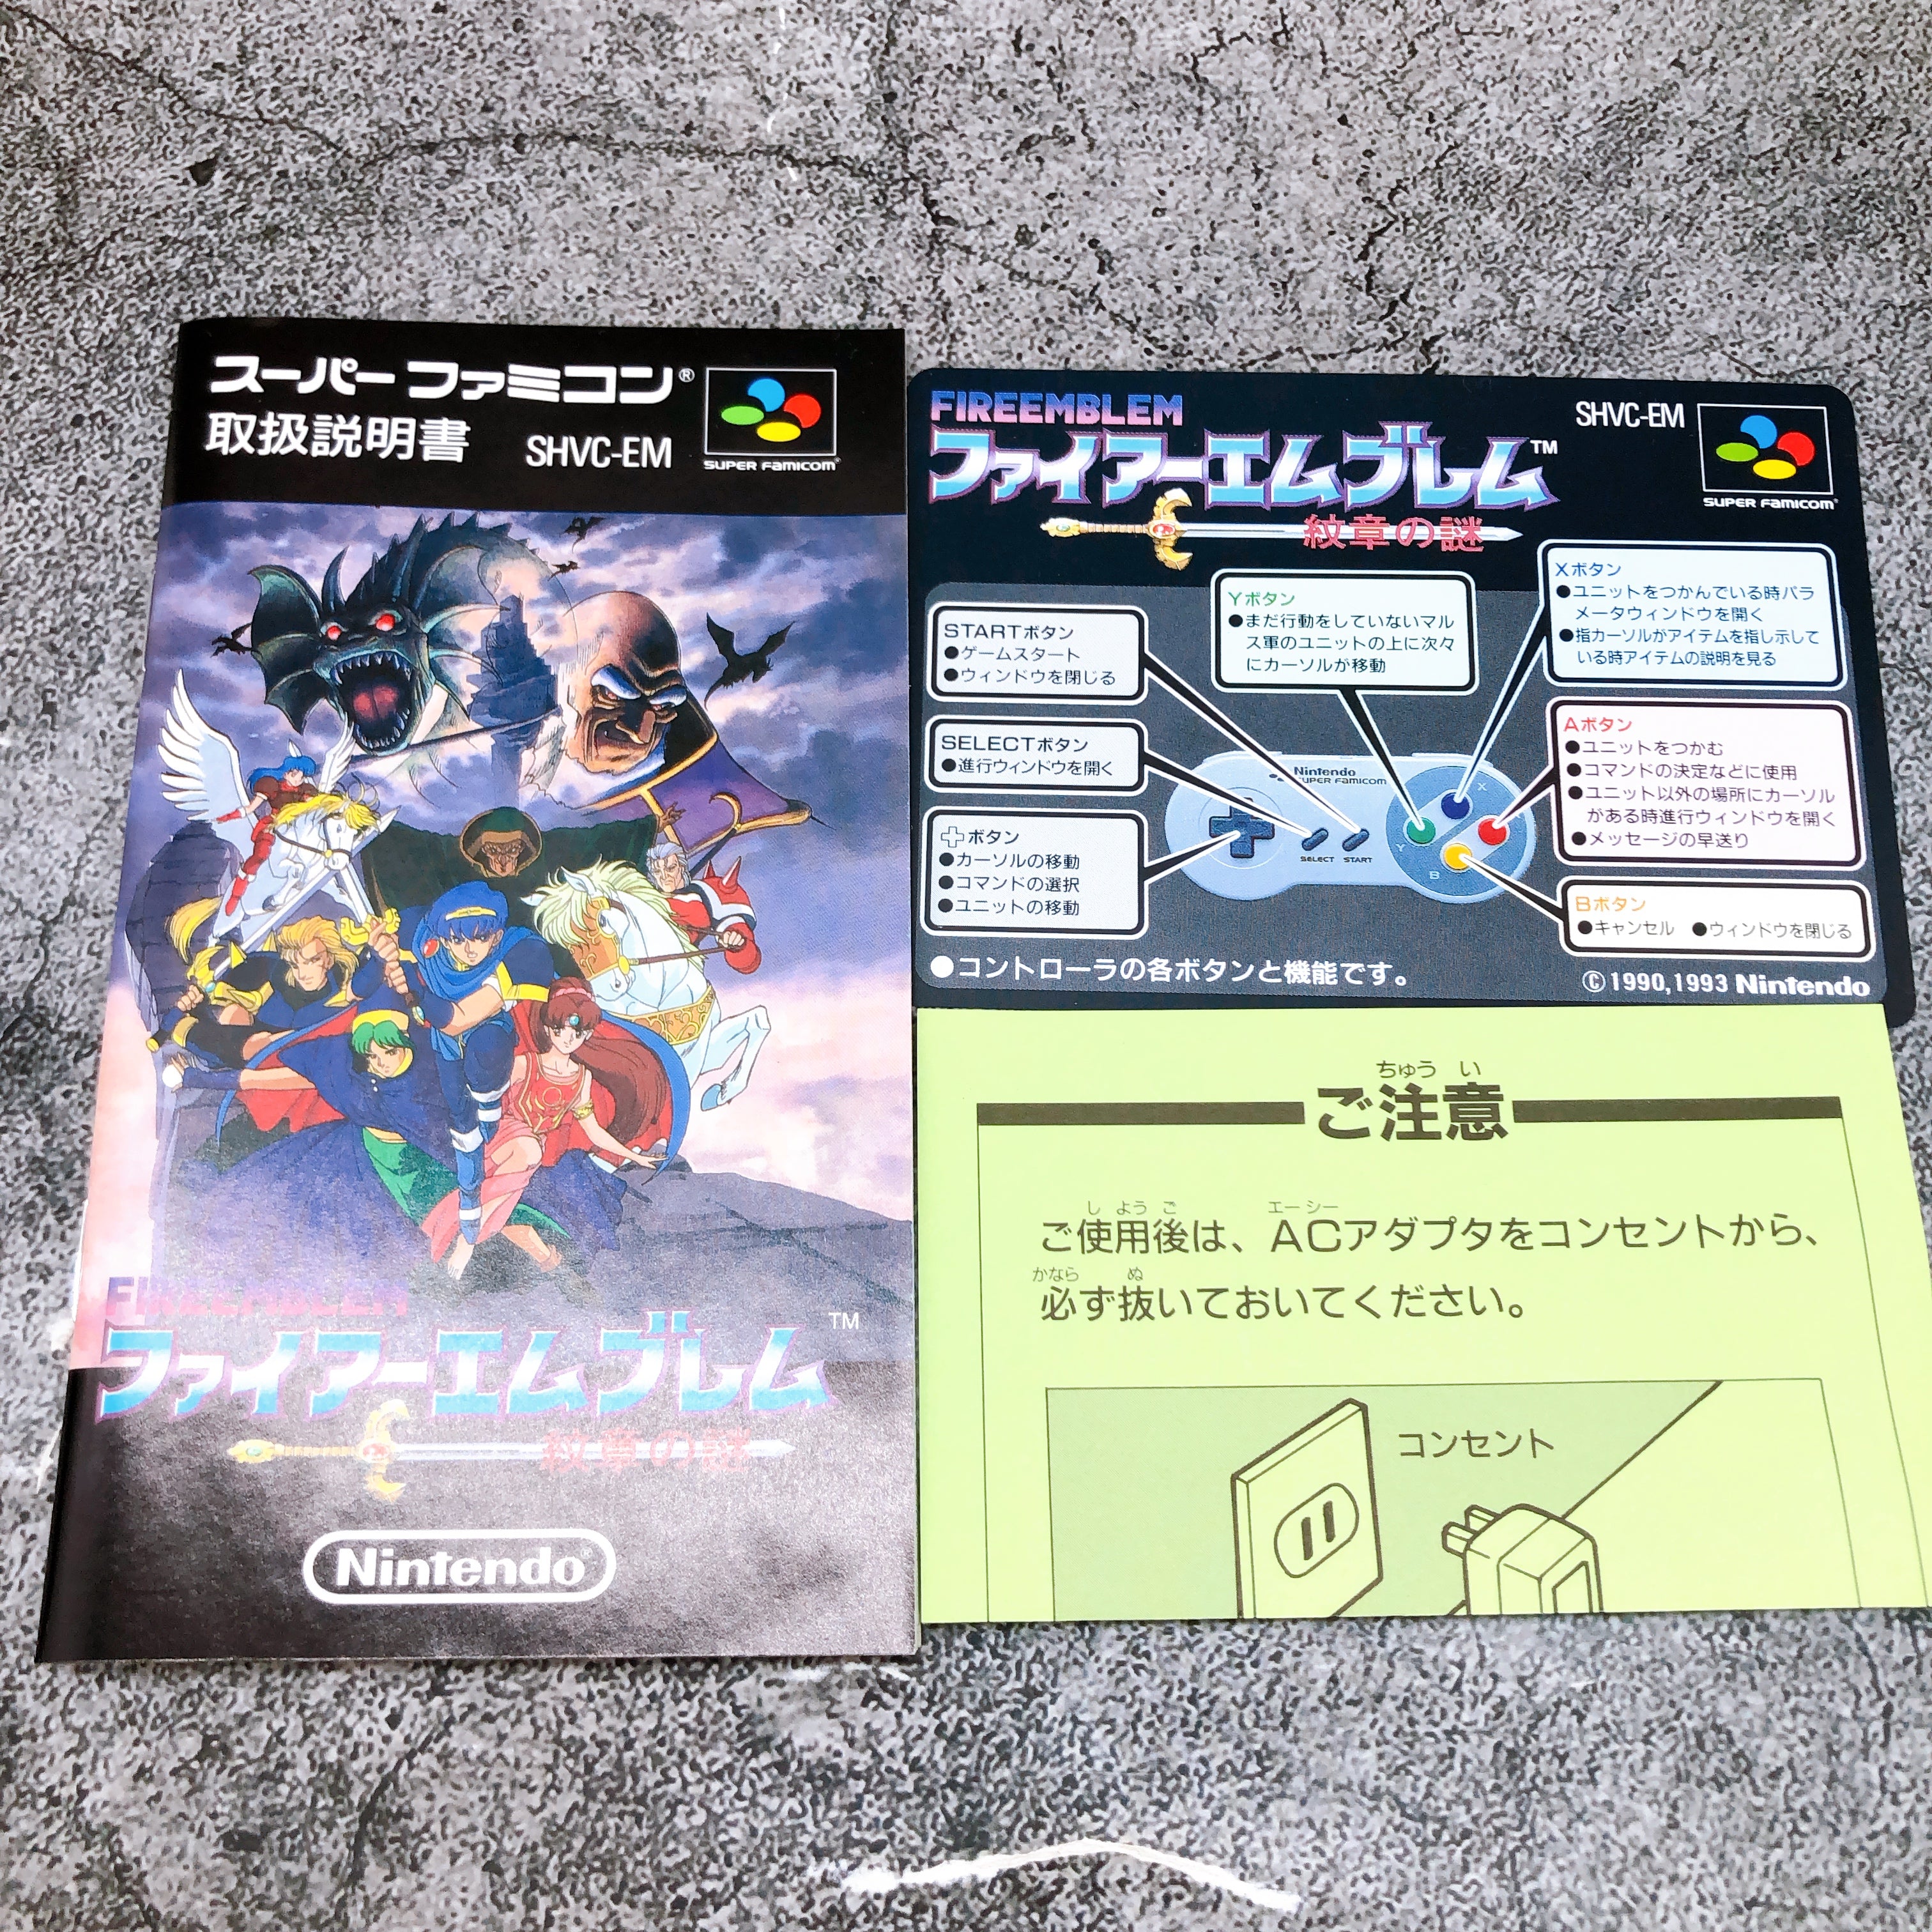 スーパーファミコン®
取扱説明書 SHVC-EM
SUPER FAMICOM®
FIREEMBLEM
ファイアーエムブレム™
紋章の謎
Nintendo®
FIREEMBLEM
ファイアーエムブレム™
紋章の謎
SHVC-EM
SUPER FAMICOM®
STARTボタン
●ゲームスタート
●ウィンドウを閉じる
SELECTボタン
●進行ウィンドウを開く
✚ボタン
●カーソルの移動
●コマンドの選択
●ユニットの移動
Yボタン
●まだ行動をしていないマル
ス軍のユニットの上に次々
にカーソルが移動
Xボタン
●ユニットをつかんでいる時パラ
メータウィンドウを開く
●指カーソルがアイテムを指し示して
いる時アイテムの説明を見る
Aボタン
●ユニットをつかむ
●コマンドの決定などに使用
●ユニット以外の場所にカーソル
がある時進行ウィンドウを開く
●メッセージの早送り
Bボタン
●キャンセル ●ウィンドウを閉じる
Nintendo
SUPER FAMICOM
X
Y
B
SELECT START
●コントローラの各ボタンと機能です。
© 1990,1993 Nintendo
ちゅう い
ご注意
し よう ご エーシー
ご使用後は、ACアダプタをコンセントから、
かなら ぬ
必ず抜いておいてください。
コンセント